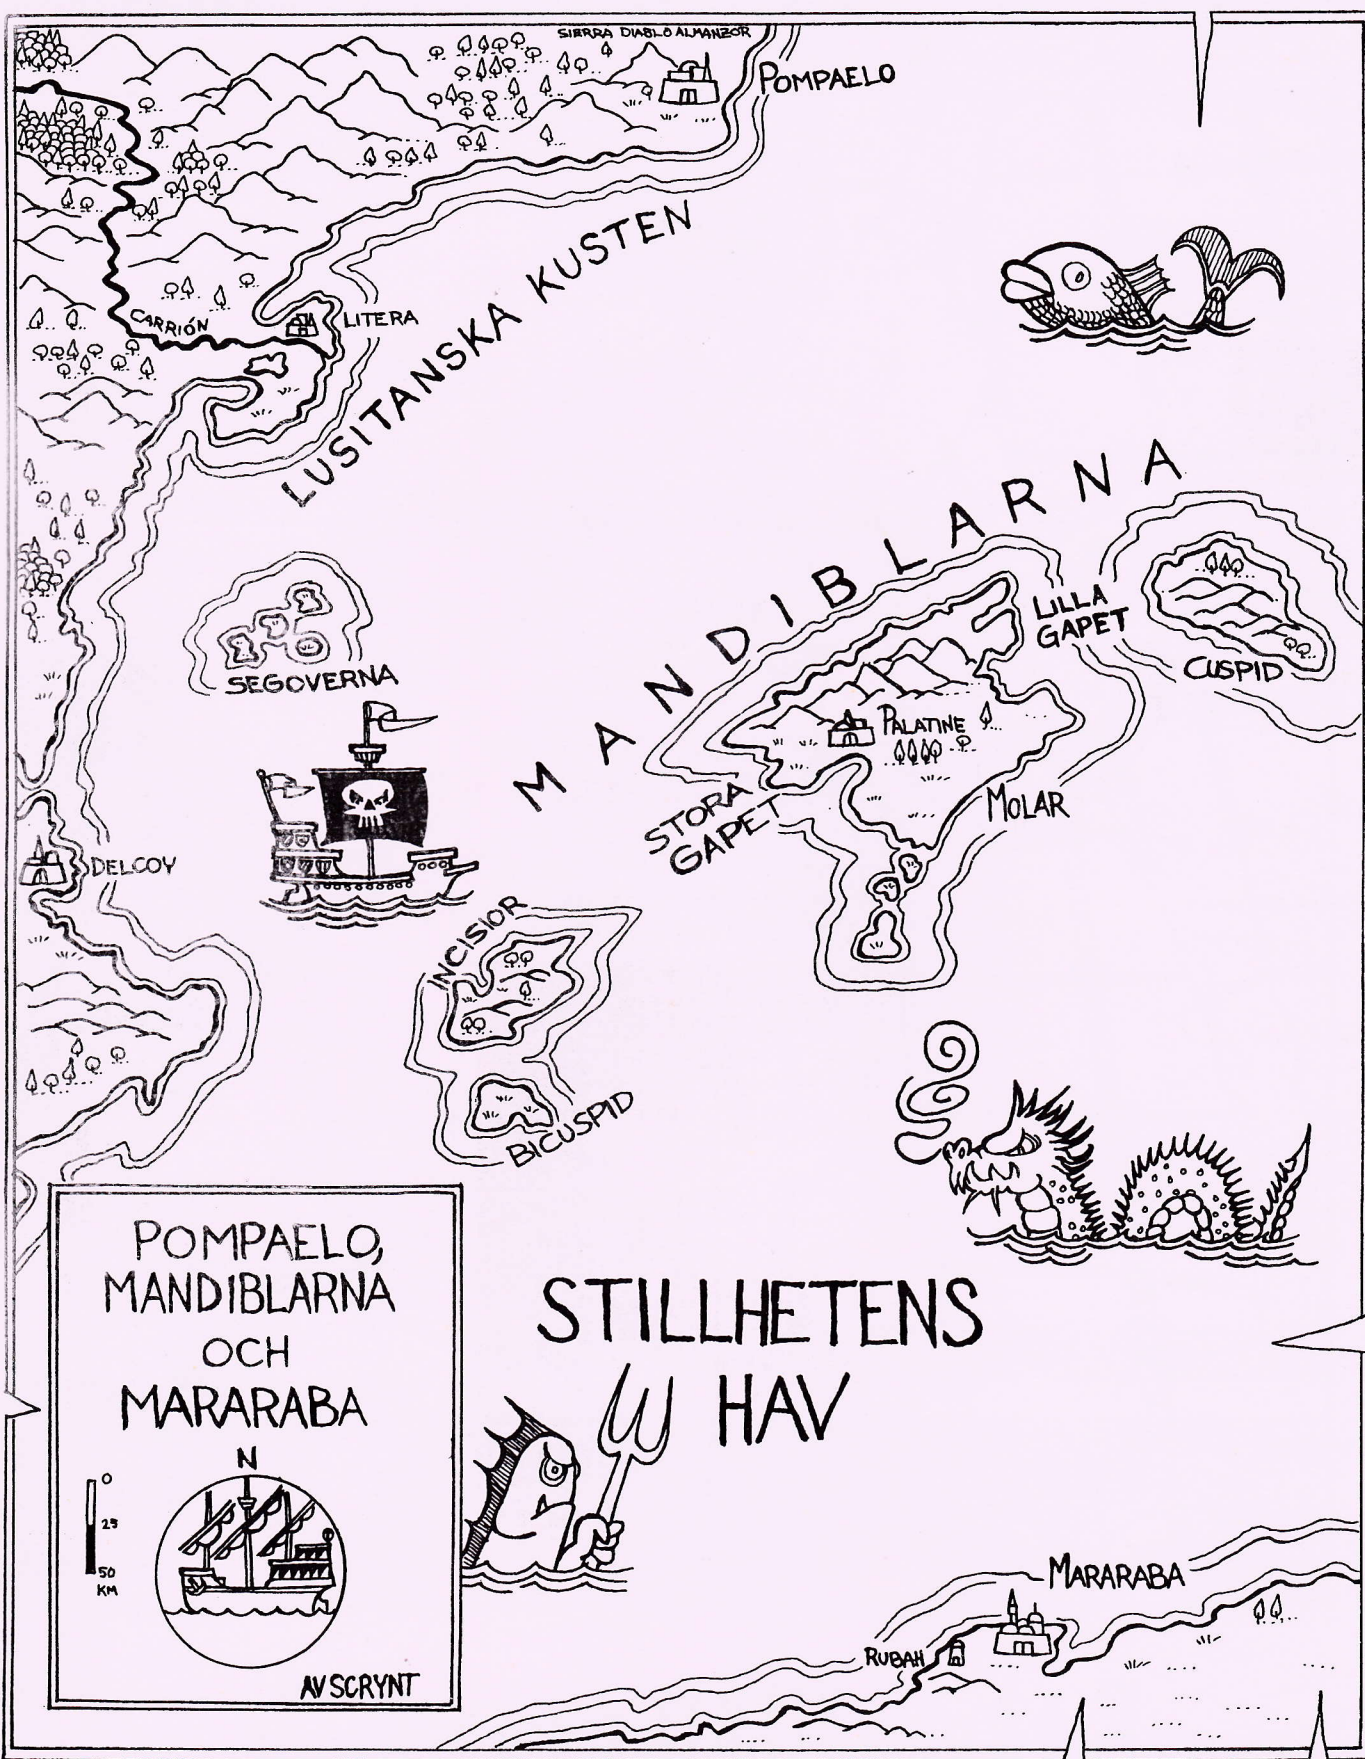 SIERRA DIABLO ALMANZOR
POMPAELO
LUSITANSKA KUSTEN
CARRIÓN
LITERA
MANDIBLARNA
LILLA
GAPET
CUSPID
SEGOVERNA
PALATINE
STORA
GAPET
MOLAR
DELCOY
INCISIOR
BICUSPID
POMPAELO,
MANDIBLARNA
OCH
MARARABA
N
0
25
50
KM
AV SCRYNT
STILLHETENS
HAV
MARARABA
RUBAH